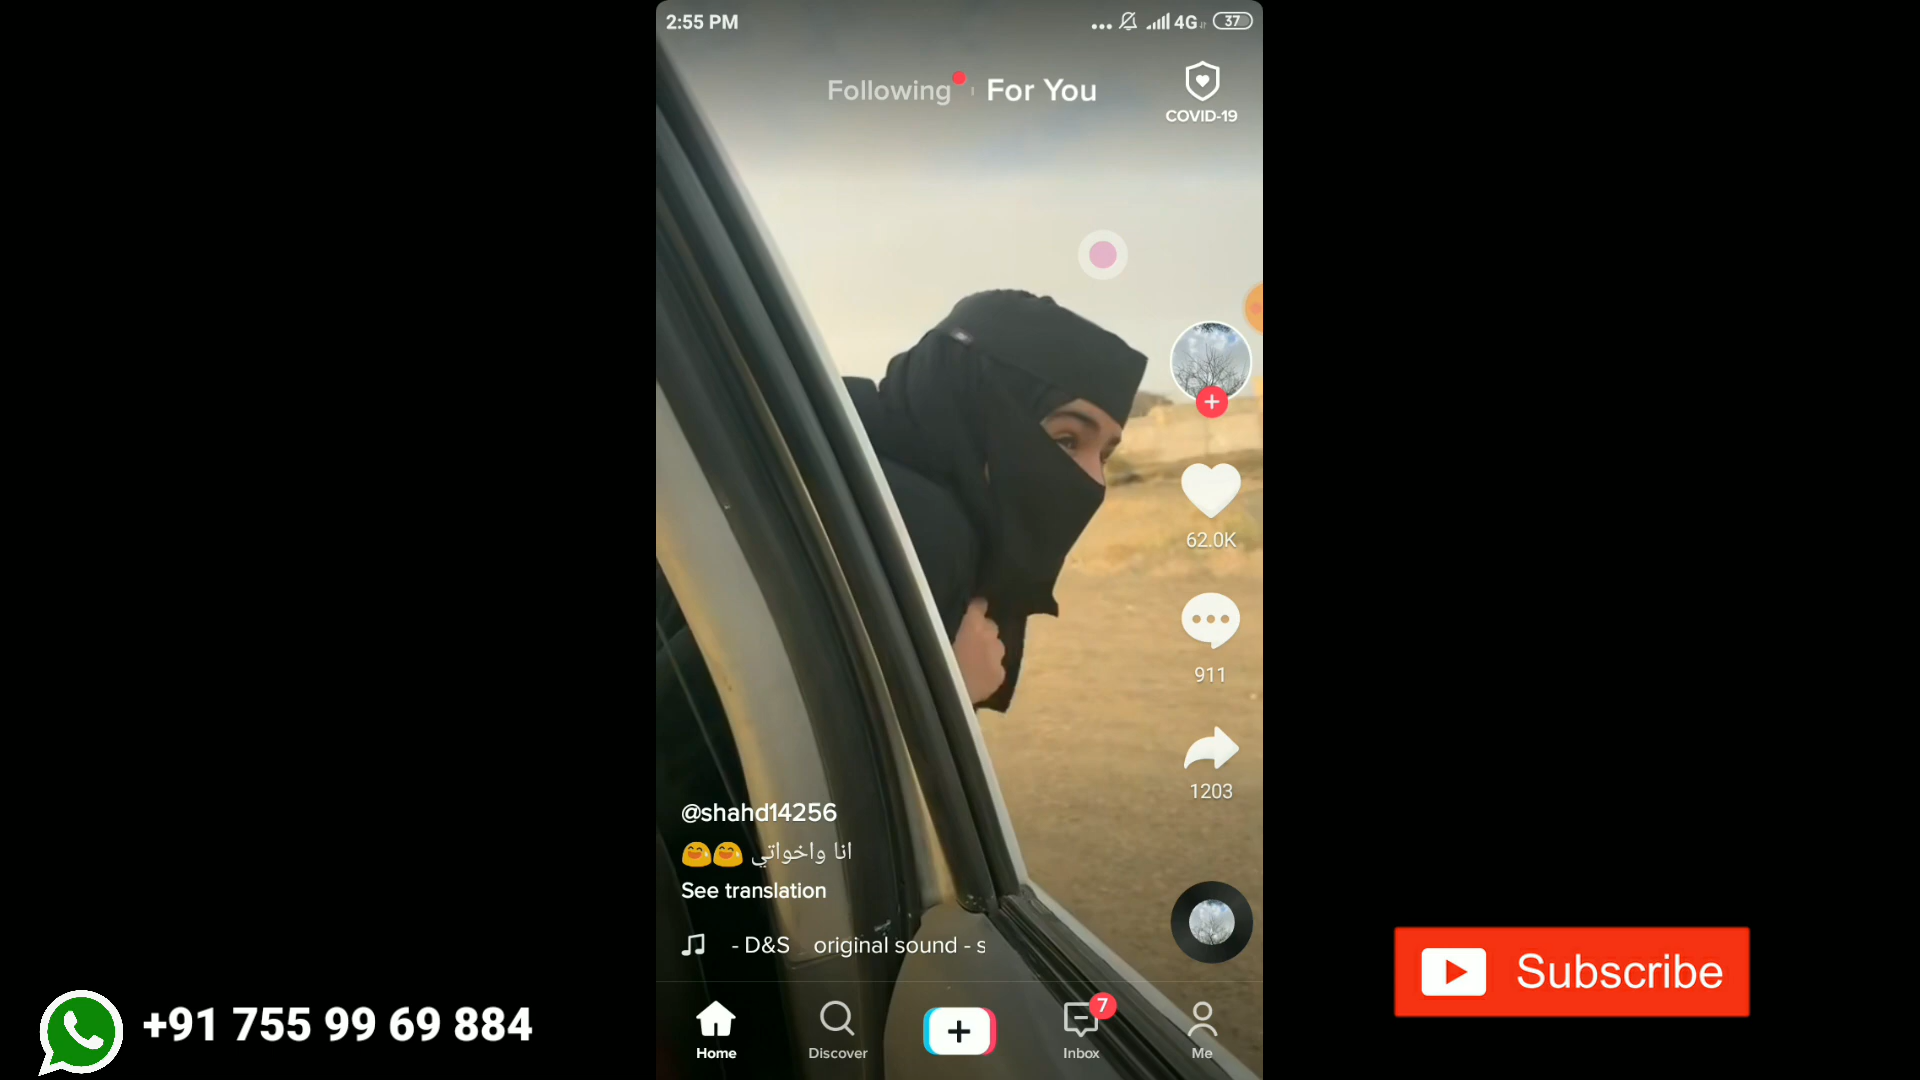 2:55 PM
4G 37
Following For You
COVID-19
62.0K
911
1203
@shahd14256
انا واخواتي 😅😅
See translation
- D&S original sound - s
Home Discover Inbox 7 Me
+91 755 99 69 884
Subscribe